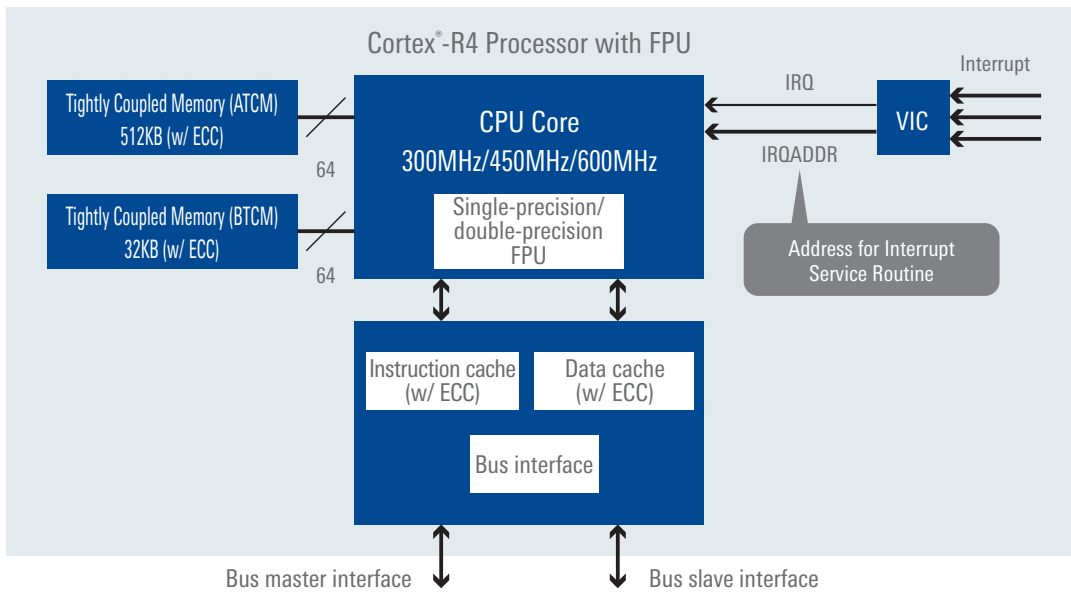 Cortex®-R4 Processor with FPU
Tightly Coupled Memory (ATCM)
512KB (w/ ECC)
64
Tightly Coupled Memory (BTCM)
32KB (w/ ECC)
64
CPU Core
300MHz/450MHz/600MHz
Single-precision/
double-precision
FPU
IRQ
IRQADDR
VIC
Interrupt
Address for Interrupt
Service Routine
Instruction cache
(w/ ECC)
Data cache
(w/ ECC)
Bus interface
Bus master interface
Bus slave interface